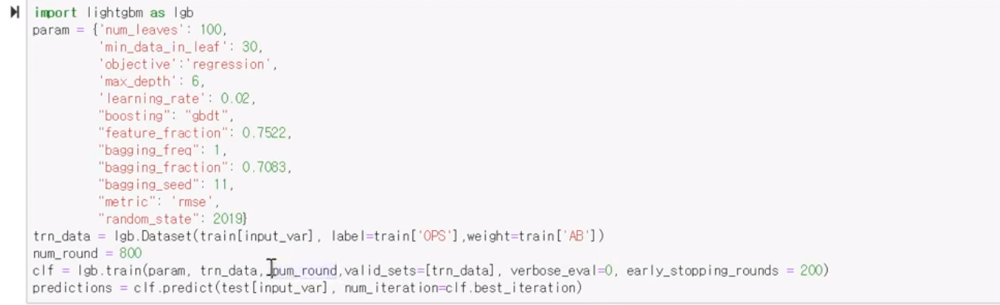 import lightgbm as lgb
param = {'num_leaves': 100,
'min_data_in_leaf': 30,
'objective':'regression',
'max_depth': 6,
'learning_rate': 0.02,
"boosting": "gbdt",
"feature_fraction": 0.7522,
"bagging_freq": 1,
"bagging_fraction": 0.7083,
"bagging_seed": 11,
"metric": 'rmse',
"random_state": 2019}
trn_data = lgb.Dataset(train[input_var], label=train['OPS'],weight=train['AB'])
num_round = 800
clf = lgb.train(param, trn_data, num_round,valid_sets=[trn_data], verbose_eval=0, early_stopping_rounds = 200)
predictions = clf.predict(test[input_var], num_iteration=clf.best_iteration)